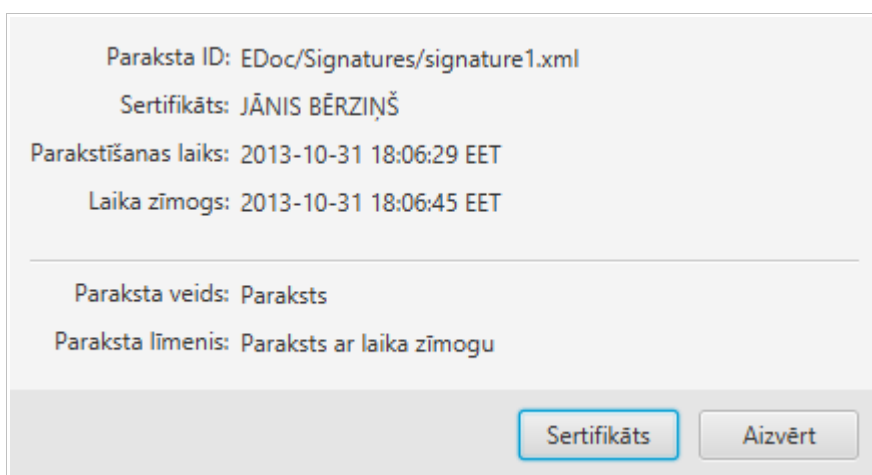 Paraksta ID: EDoc/Signatures/signature1.xml
Sertifikāts: JĀNIS BĒRZIŅŠ
Parakstīšanas laiks: 2013-10-31 18:06:29 EET
Laika zīmogs: 2013-10-31 18:06:45 EET
Paraksta veids: Paraksts
Paraksta līmenis: Paraksts ar laika zīmogu
Sertifikāts Aizvērt